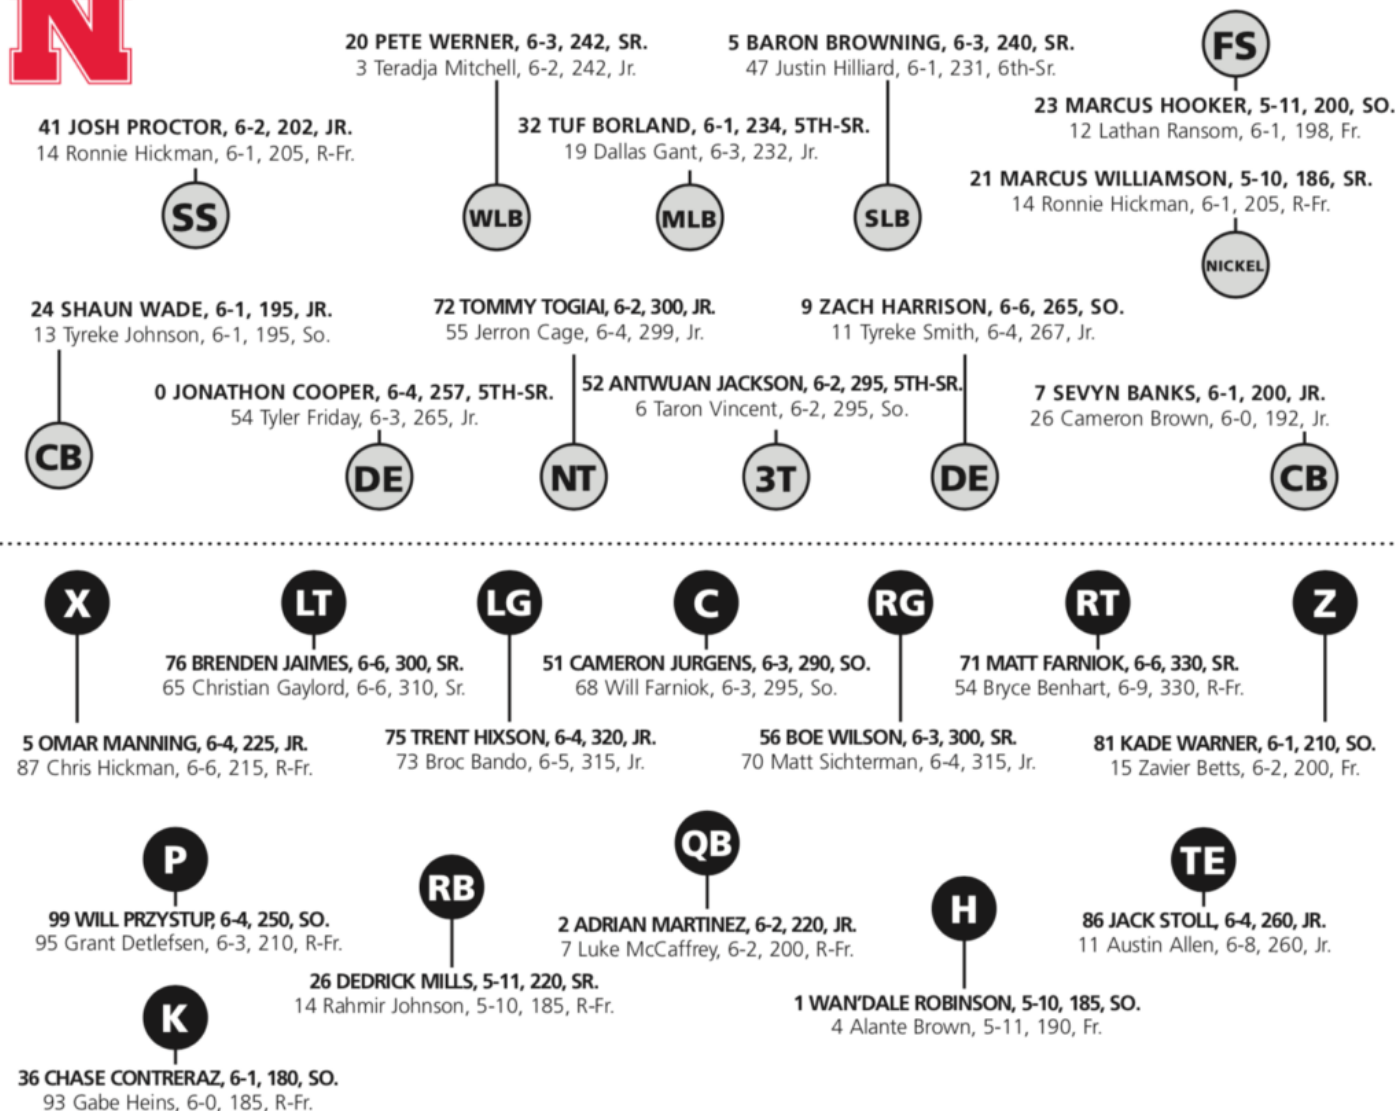 N
20 PETE WERNER, 6-3, 242, SR.
3 Teradja Mitchell, 6-2, 242, Jr.
5 BARON BROWNING, 6-3, 240, SR.
47 Justin Hilliard, 6-1, 231, 6th-Sr.
FS
23 MARCUS HOOKER, 5-11, 200, SO.
12 Lathan Ransom, 6-1, 198, Fr.
41 JOSH PROCTOR, 6-2, 202, JR.
14 Ronnie Hickman, 6-1, 205, R-Fr.
32 TUF BORLAND, 6-1, 234, 5TH-SR.
19 Dallas Gant, 6-3, 232, Jr.
21 MARCUS WILLIAMSON, 5-10, 186, SR.
14 Ronnie Hickman, 6-1, 205, R-Fr.
SS
WLB
MLB
SLB
NICKEL
24 SHAUN WADE, 6-1, 195, JR.
13 Tyreke Johnson, 6-1, 195, So.
72 TOMMY TOGIAI, 6-2, 300, JR.
55 Jerron Cage, 6-4, 299, Jr.
9 ZACH HARRISON, 6-6, 265, SO.
11 Tyreke Smith, 6-4, 267, Jr.
0 JONATHON COOPER, 6-4, 257, 5TH-SR.
54 Tyler Friday, 6-3, 265, Jr.
52 ANTWUAN JACKSON, 6-2, 295, 5TH-SR.
6 Taron Vincent, 6-2, 295, So.
7 SEVYN BANKS, 6-1, 200, JR.
26 Cameron Brown, 6-0, 192, Jr.
CB
DE
NT
3T
DE
CB
X
LT
LG
C
RG
RT
Z
76 BRENDEN JAIMES, 6-6, 300, SR.
65 Christian Gaylord, 6-6, 310, Sr.
51 CAMERON JURGENS, 6-3, 290, SO.
68 Will Farniok, 6-3, 295, So.
71 MATT FARNIOK, 6-6, 330, SR.
54 Bryce Benhart, 6-9, 330, R-Fr.
5 OMAR MANNING, 6-4, 225, JR.
87 Chris Hickman, 6-6, 215, R-Fr.
75 TRENT HIXSON, 6-4, 320, JR.
73 Broc Bando, 6-5, 315, Jr.
56 BOE WILSON, 6-3, 300, SR.
70 Matt Sichterman, 6-4, 315, Jr.
81 KADE WARNER, 6-1, 210, SO.
15 Zavier Betts, 6-2, 200, Fr.
P
99 WILL PRZYSTUP, 6-4, 250, SO.
95 Grant Detlefsen, 6-3, 210, R-Fr.
RB
26 DEDRICK MILLS, 5-11, 220, SR.
14 Rahmir Johnson, 5-10, 185, R-Fr.
QB
2 ADRIAN MARTINEZ, 6-2, 220, JR.
7 Luke McCaffrey, 6-2, 200, R-Fr.
H
1 WAN'DALE ROBINSON, 5-10, 185, SO.
4 Alante Brown, 5-11, 190, Fr.
TE
86 JACK STOLL, 6-4, 260, JR.
11 Austin Allen, 6-8, 260, Jr.
K
36 CHASE CONTRERAZ, 6-1, 180, SO.
93 Gabe Heins, 6-0, 185, R-Fr.